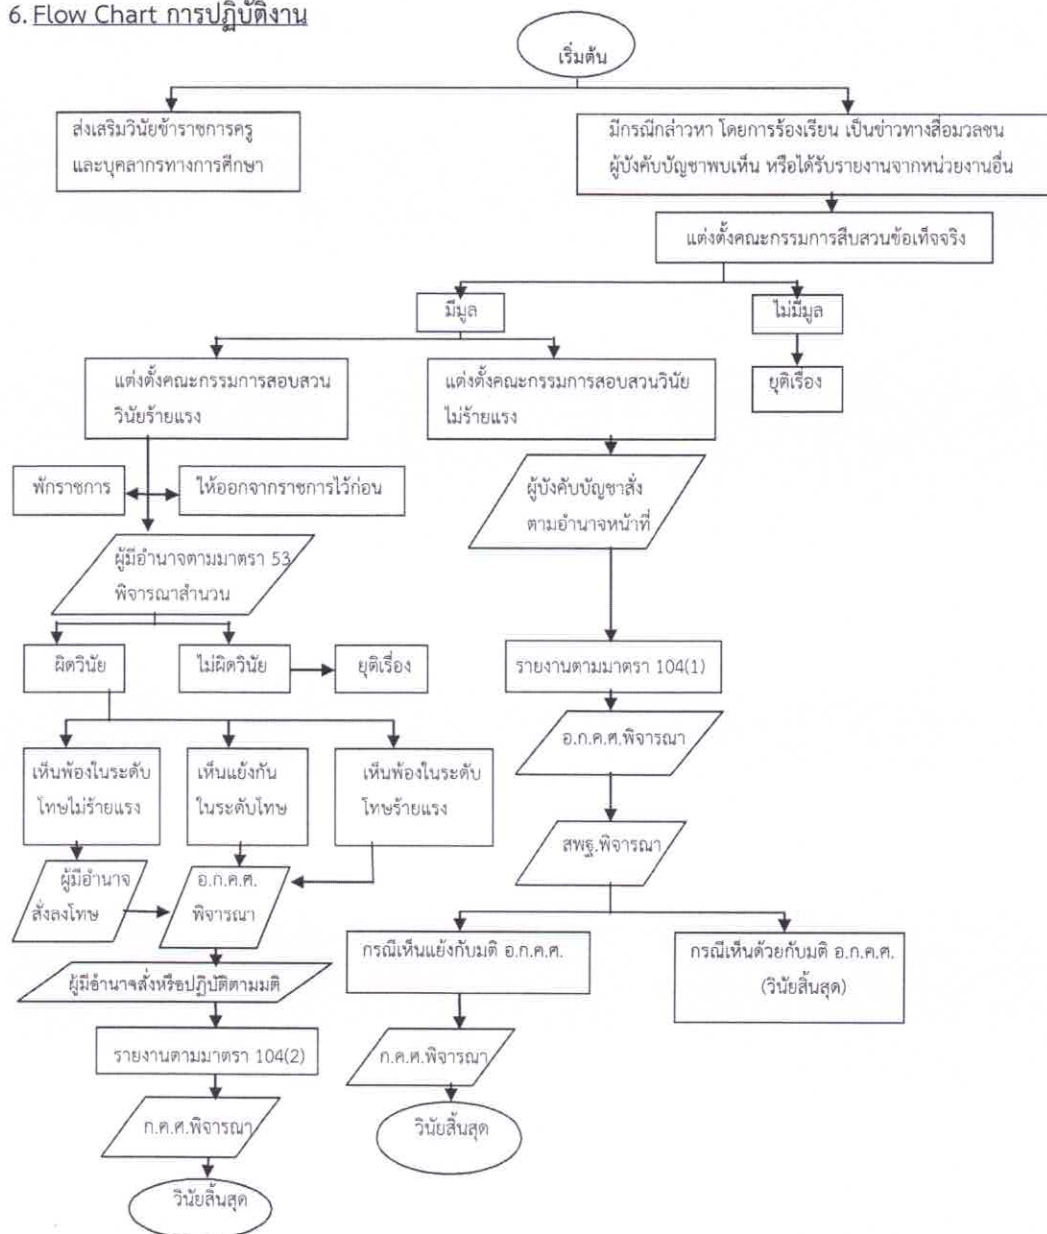 6. Flow Chart การปฏิบัติงาน
เริ่มต้น
ส่งเสริมวินัยข้าราชการครู
และบุคลากรทางการศึกษา
มีกรณีกล่าวหา โดยการร้องเรียน เป็นข่าวทางสื่อมวลชน
ผู้บังคับบัญชาพบเห็น หรือได้รับรายงานจากหน่วยงานอื่น
แต่งตั้งคณะกรรมการสืบสวนข้อเท็จจริง
มีมูล
ไม่มีมูล
ยุติเรื่อง
แต่งตั้งคณะกรรมการสอบสวน
วินัยร้ายแรง
แต่งตั้งคณะกรรมการสอบสวนวินัย
ไม่ร้ายแรง
พักราชการ
ให้ออกจากราชการไว้ก่อน
ผู้บังคับบัญชาสั่ง
ตามอำนาจหน้าที่
ผู้มีอำนาจตามมาตรา 53
พิจารณาสำนวน
ผิดวินัย
ไม่ผิดวินัย
ยุติเรื่อง
รายงานตามมาตรา 104(1)
อ.ก.ค.ศ.พิจารณา
เห็นพ้องในระดับ
โทษไม่ร้ายแรง
เห็นแย้งกัน
ในระดับโทษ
เห็นพ้องในระดับ
โทษร้ายแรง
สพฐ.พิจารณา
ผู้มีอำนาจ
สั่งลงโทษ
อ.ก.ค.ศ.
พิจารณา
กรณีเห็นแย้งกับมติ อ.ก.ค.ศ.
กรณีเห็นด้วยกับมติ อ.ก.ค.ศ.
(วินัยสิ้นสุด)
ผู้มีอำนาจสั่งหรือปฏิบัติตามมติ
รายงานตามมาตรา 104(2)
ก.ค.ศ.พิจารณา
ก.ค.ศ.พิจารณา
วินัยสิ้นสุด
วินัยสิ้นสุด